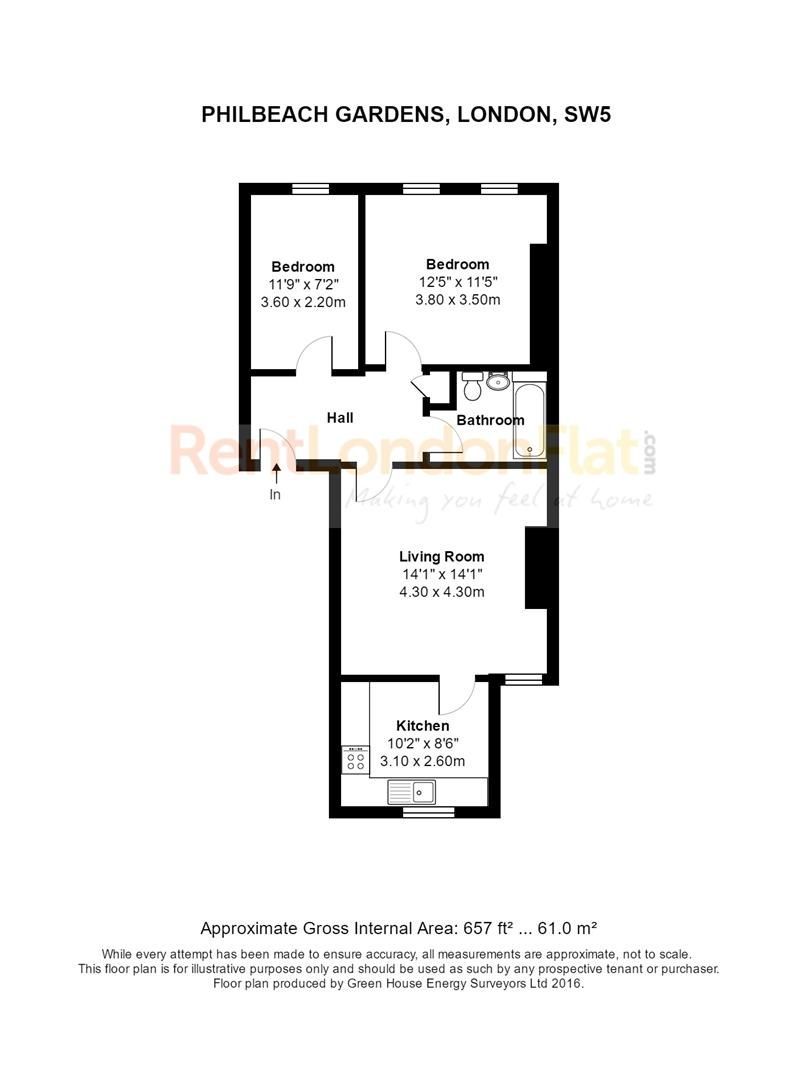 PHILBEACH GARDENS, LONDON, SW5
Bedroom
11'9" x 7'2"
3.60 x 2.20m
Bedroom
12'5" x 11'5"
3.80 x 3.50m
Hall
Bathroom
RentLondonFlat.com
Making you feel at home
In
Living Room
14'1" x 14'1"
4.30 x 4.30m
Kitchen
10'2" x 8'6"
3.10 x 2.60m
Approximate Gross Internal Area: 657 ft² ... 61.0 m²
While every attempt has been made to ensure accuracy, all measurements are approximate, not to scale.
This floor plan is for illustrative purposes only and should be used as such by any prospective tenant or purchaser.
Floor plan produced by Green House Energy Surveyors Ltd 2016.